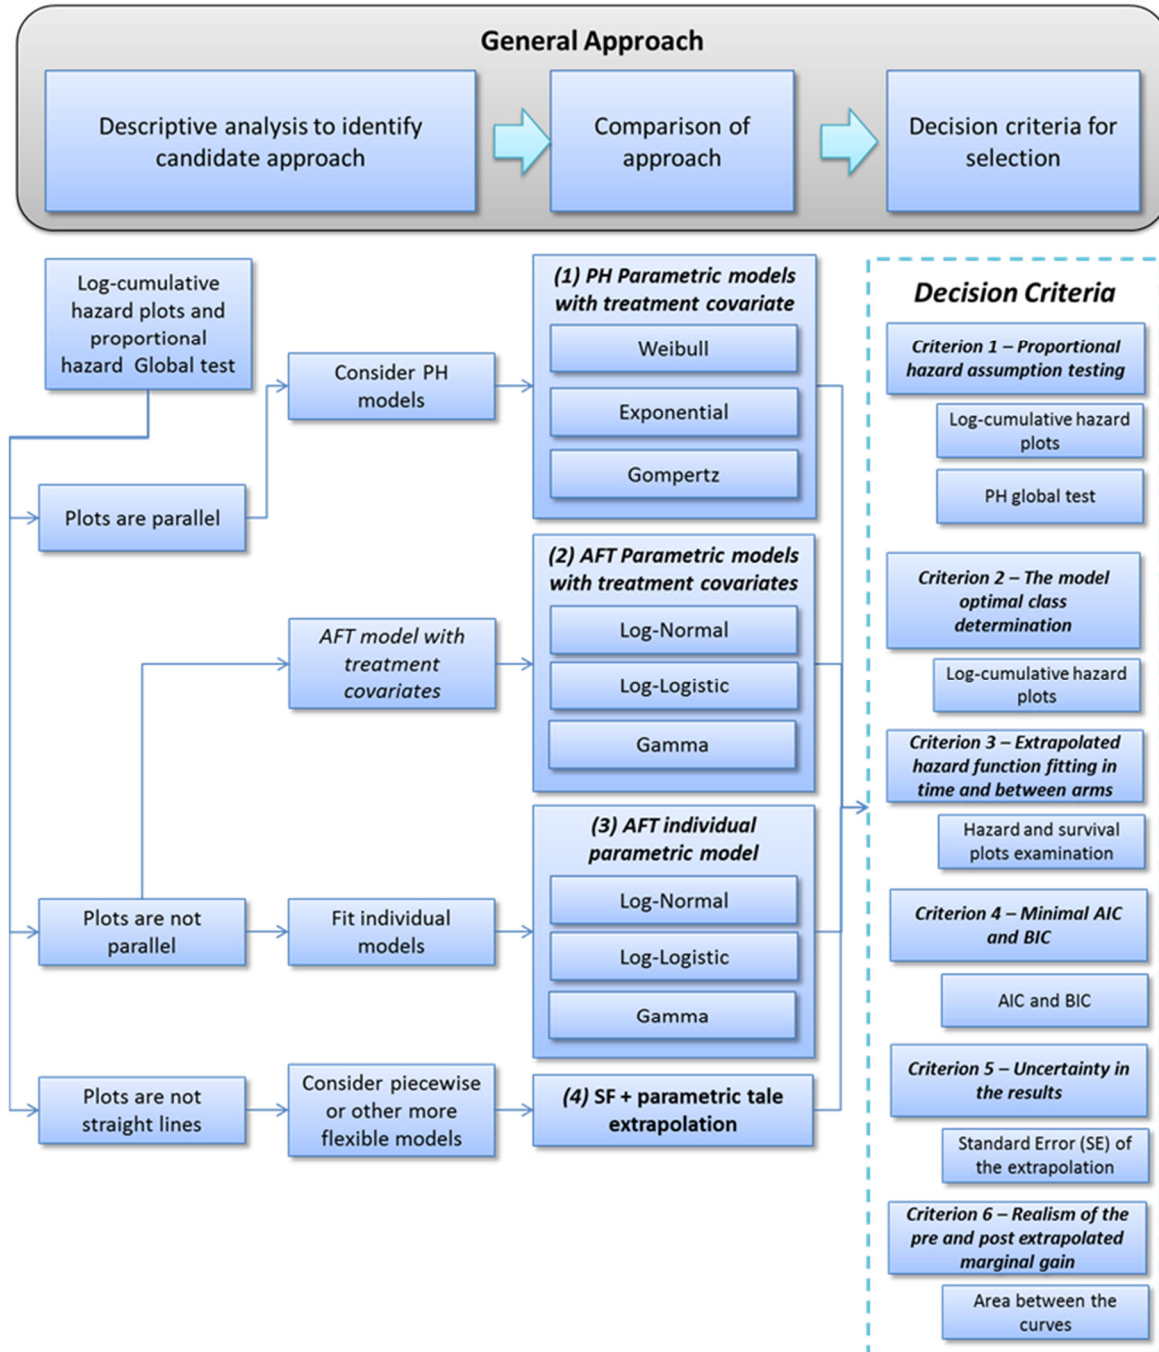 General Approach
Descriptive analysis to identify
candidate approach
Comparison of
approach
Decision criteria for
selection
Log-cumulative
hazard plots and
proportional
hazard Global test
Plots are parallel
Consider PH
models
(1) PH Parametric models
with treatment covariate
Weibull
Exponential
Gompertz
AFT model with
treatment
covariates
(2) AFT Parametric models
with treatment covariates
Log-Normal
Log-Logistic
Gamma
Plots are not
parallel
Fit individual
models
(3) AFT individual
parametric model
Log-Normal
Log-Logistic
Gamma
Plots are not
straight lines
Consider piecewise
or other more
flexible models
(4) SF + parametric tale
extrapolation
Decision Criteria
Criterion 1 – Proportional
hazard assumption testing
Log-cumulative hazard
plots
PH global test
Criterion 2 – The model
optimal class
determination
Log-cumulative hazard
plots
Criterion 3 – Extrapolated
hazard function fitting in
time and between arms
Hazard and survival
plots examination
Criterion 4 – Minimal AIC
and BIC
AIC and BIC
Criterion 5 – Uncertainty in
the results
Standard Error (SE) of
the extrapolation
Criterion 6 – Realism of the
pre and post extrapolated
marginal gain
Area between the
curves